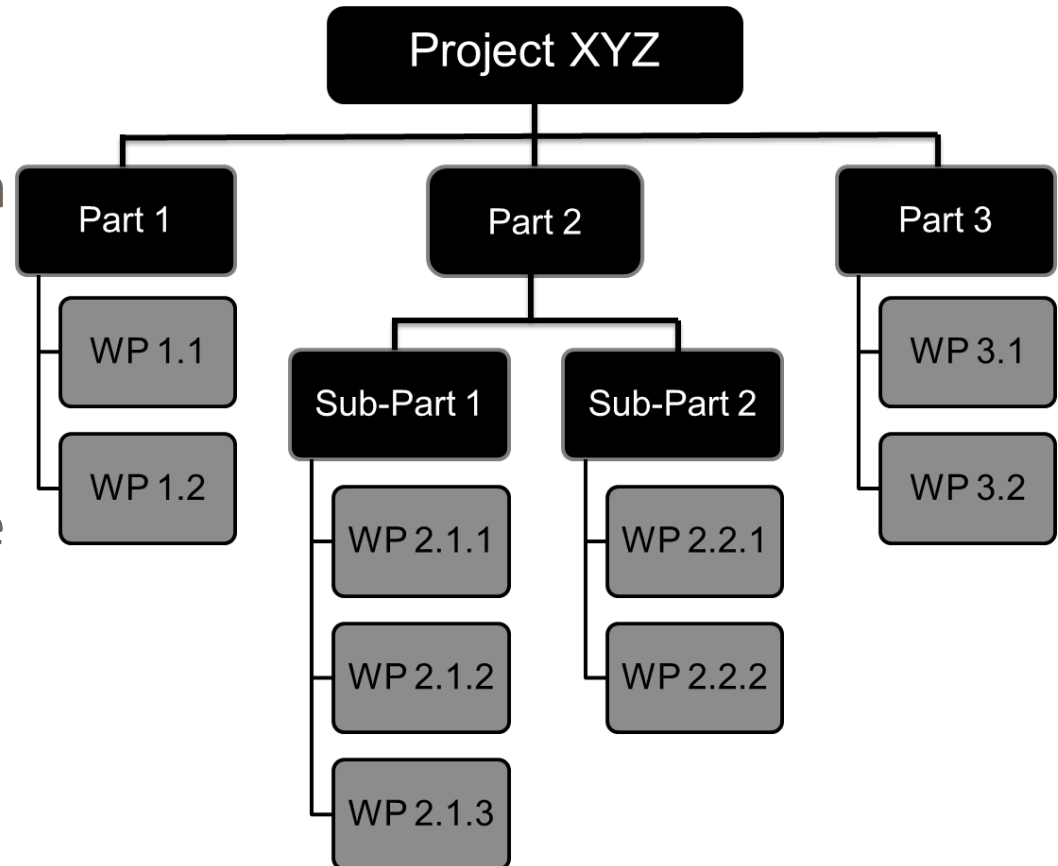 Project XYZ
Part 1
Part 2
Part 3
WP 1.1
WP 1.2
Sub-Part 1
Sub-Part 2
WP 2.1.1
WP 2.1.2
WP 2.1.3
WP 2.2.1
WP 2.2.2
WP 3.1
WP 3.2